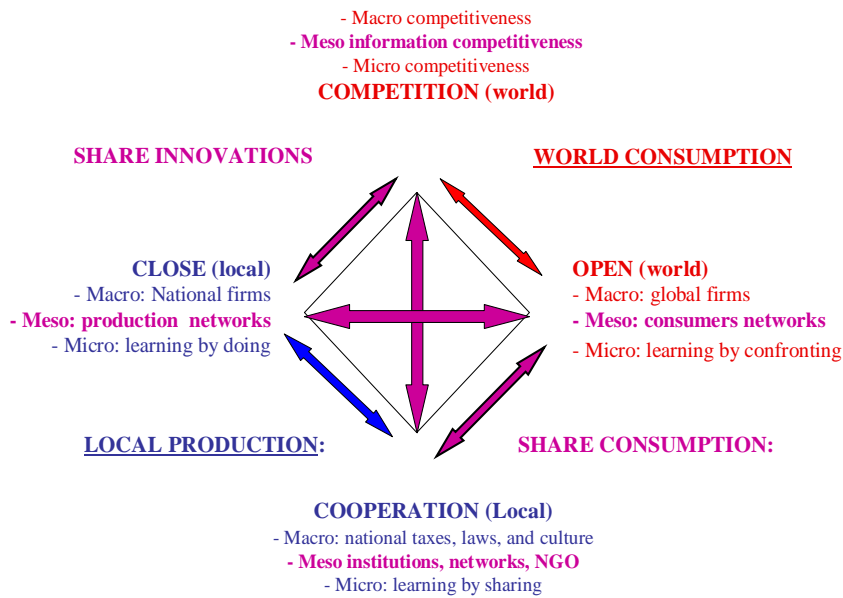 - Macro competitiveness
- Meso information competitiveness
- Micro competitiveness
COMPETITION (world)
SHARE INNOVATIONS
WORLD CONSUMPTION
CLOSE (local)
- Macro: National firms
- Meso: production networks
- Micro: learning by doing
OPEN (world)
- Macro: global firms
- Meso: consumers networks
- Micro: learning by confronting
LOCAL PRODUCTION:
SHARE CONSUMPTION:
COOPERATION (Local)
- Macro: national taxes, laws, and culture
- Meso institutions, networks, NGO
- Micro: learning by sharing